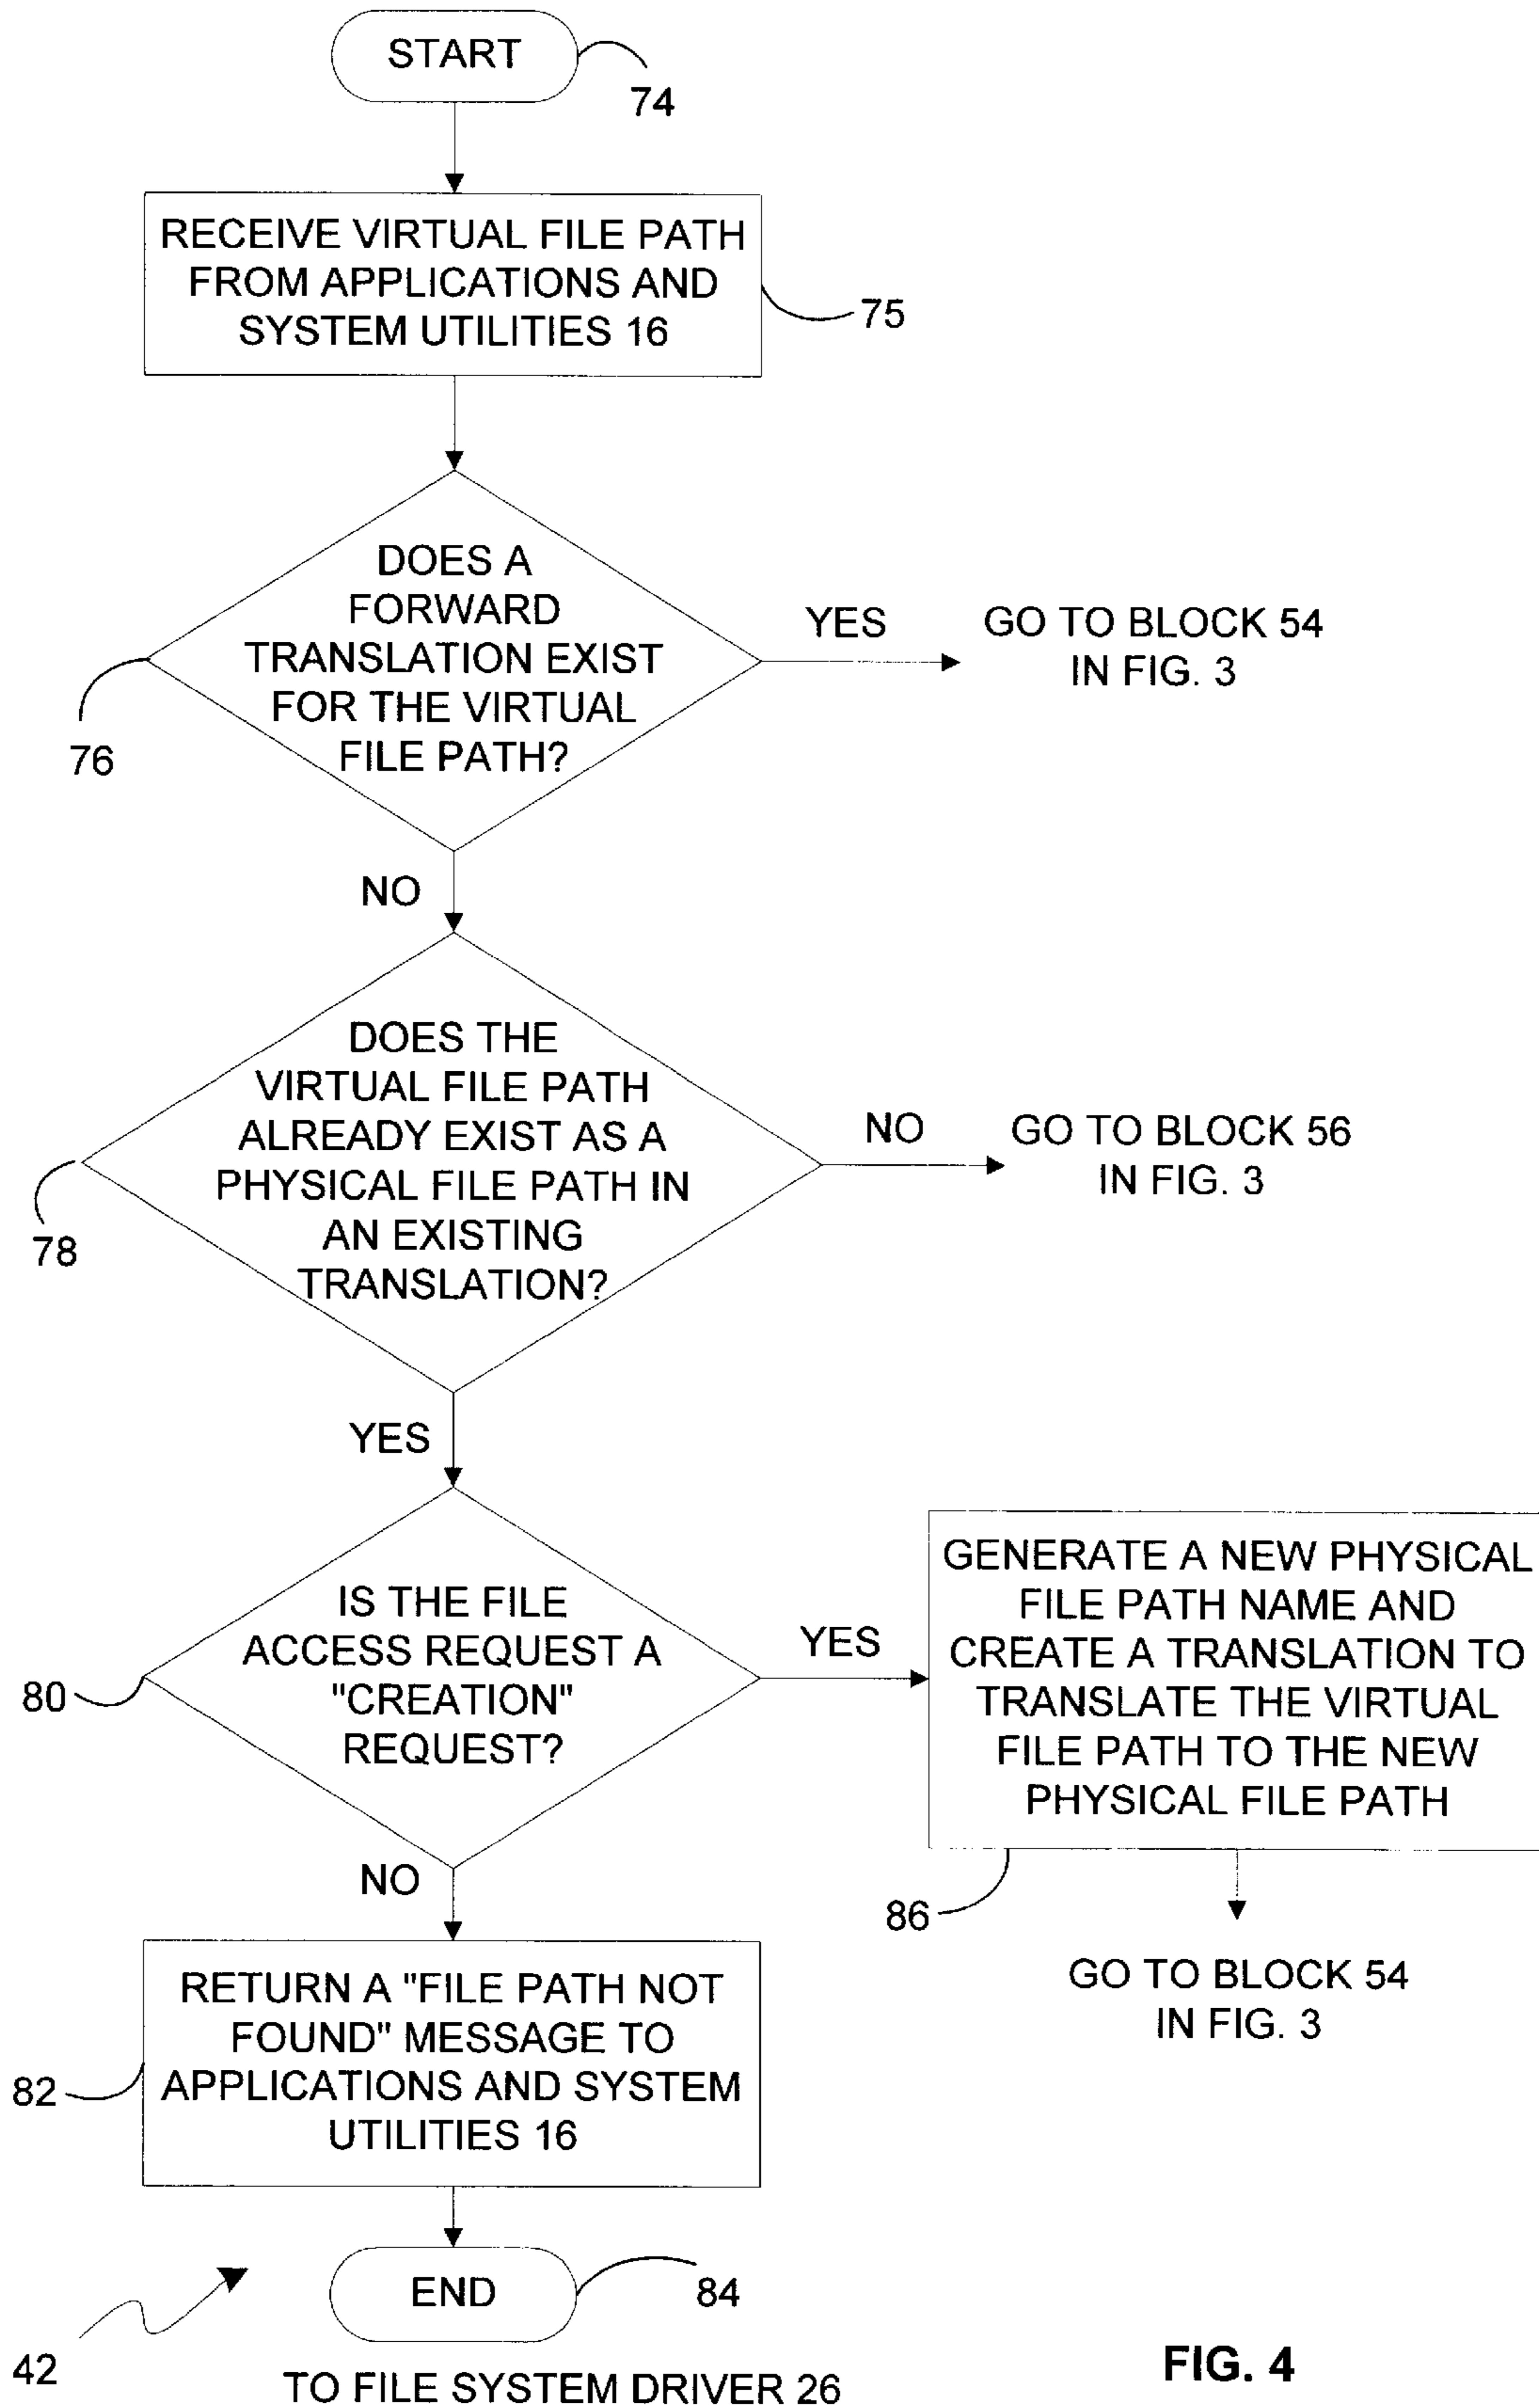 START
74
RECEIVE VIRTUAL FILE PATH
FROM APPLICATIONS AND
SYSTEM UTILITIES 16
75
DOES A
FORWARD
TRANSLATION EXIST
FOR THE VIRTUAL
FILE PATH?
76
YES
GO TO BLOCK 54
IN FIG. 3
NO
DOES THE
VIRTUAL FILE PATH
ALREADY EXIST AS A
PHYSICAL FILE PATH IN
AN EXISTING
TRANSLATION?
78
NO
GO TO BLOCK 56
IN FIG. 3
YES
IS THE FILE
ACCESS REQUEST A
"CREATION"
REQUEST?
80
YES
GENERATE A NEW PHYSICAL
FILE PATH NAME AND
CREATE A TRANSLATION TO
TRANSLATE THE VIRTUAL
FILE PATH TO THE NEW
PHYSICAL FILE PATH
86
GO TO BLOCK 54
IN FIG. 3
NO
RETURN A "FILE PATH NOT
FOUND" MESSAGE TO
APPLICATIONS AND SYSTEM
UTILITIES 16
82
END
84
42
TO FILE SYSTEM DRIVER 26
FIG. 4